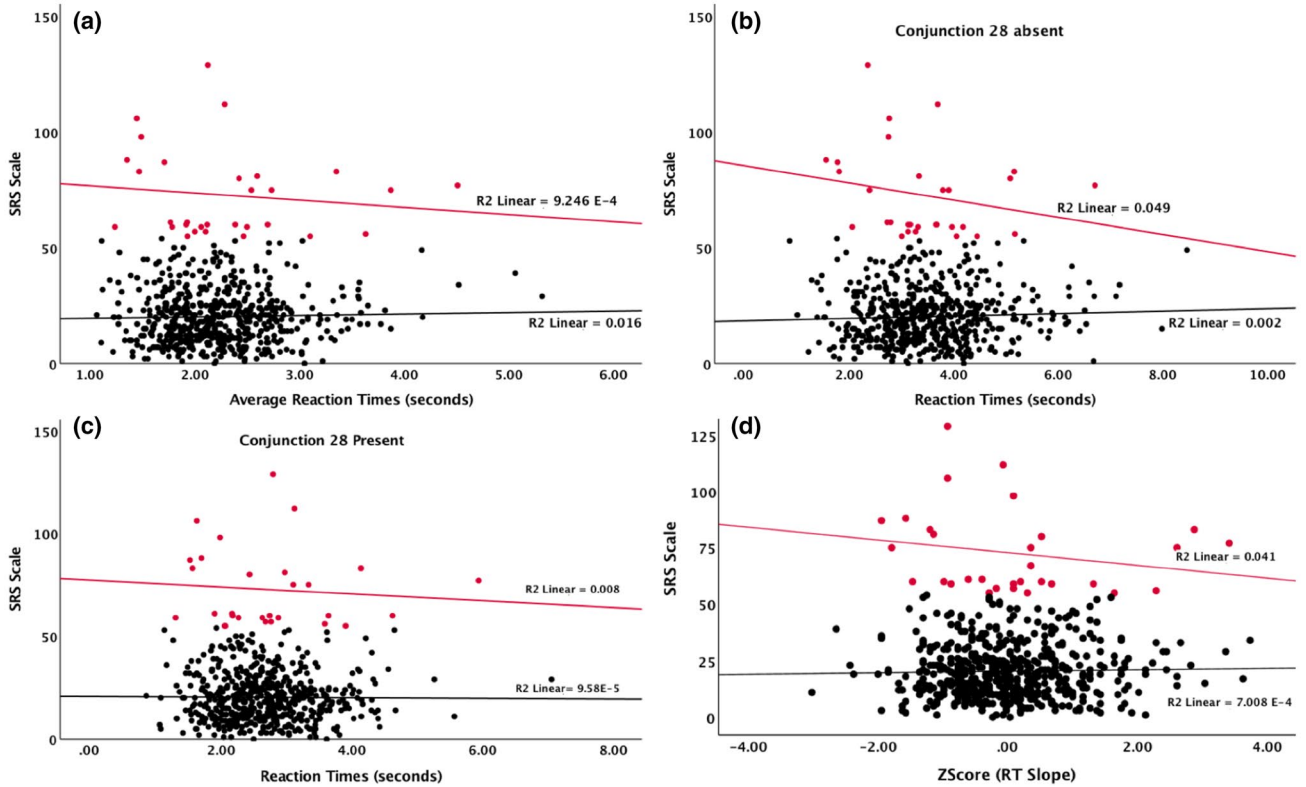 (a)
150
100
50
0
SRS Scale
R2 Linear = 9.246 E-4
R2 Linear = 0.016
1.00 2.00 3.00 4.00 5.00 6.00
Average Reaction Times (seconds)
(b)
Conjunction 28 absent
150
100
50
0
SRS Scale
R2 Linear = 0.049
R2 Linear = 0.002
.00 2.00 4.00 6.00 8.00 10.00
Reaction Times (seconds)
(c)
Conjunction 28 Present
150
100
50
0
SRS Scale
R2 Linear = 0.008
R2 Linear= 9.58E-5
.00 2.00 4.00 6.00 8.00
Reaction Times (seconds)
(d)
125
100
75
50
25
0
SRS Scale
R2 Linear = 0.041
R2 Linear = 7.008 E-4
-4.00 -2.00 .00 2.00 4.00
ZScore (RT Slope)